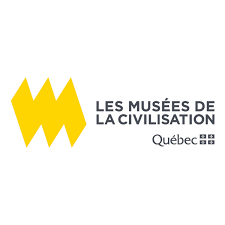 LES MUSÉES DE
LA CIVILISATION
Québec